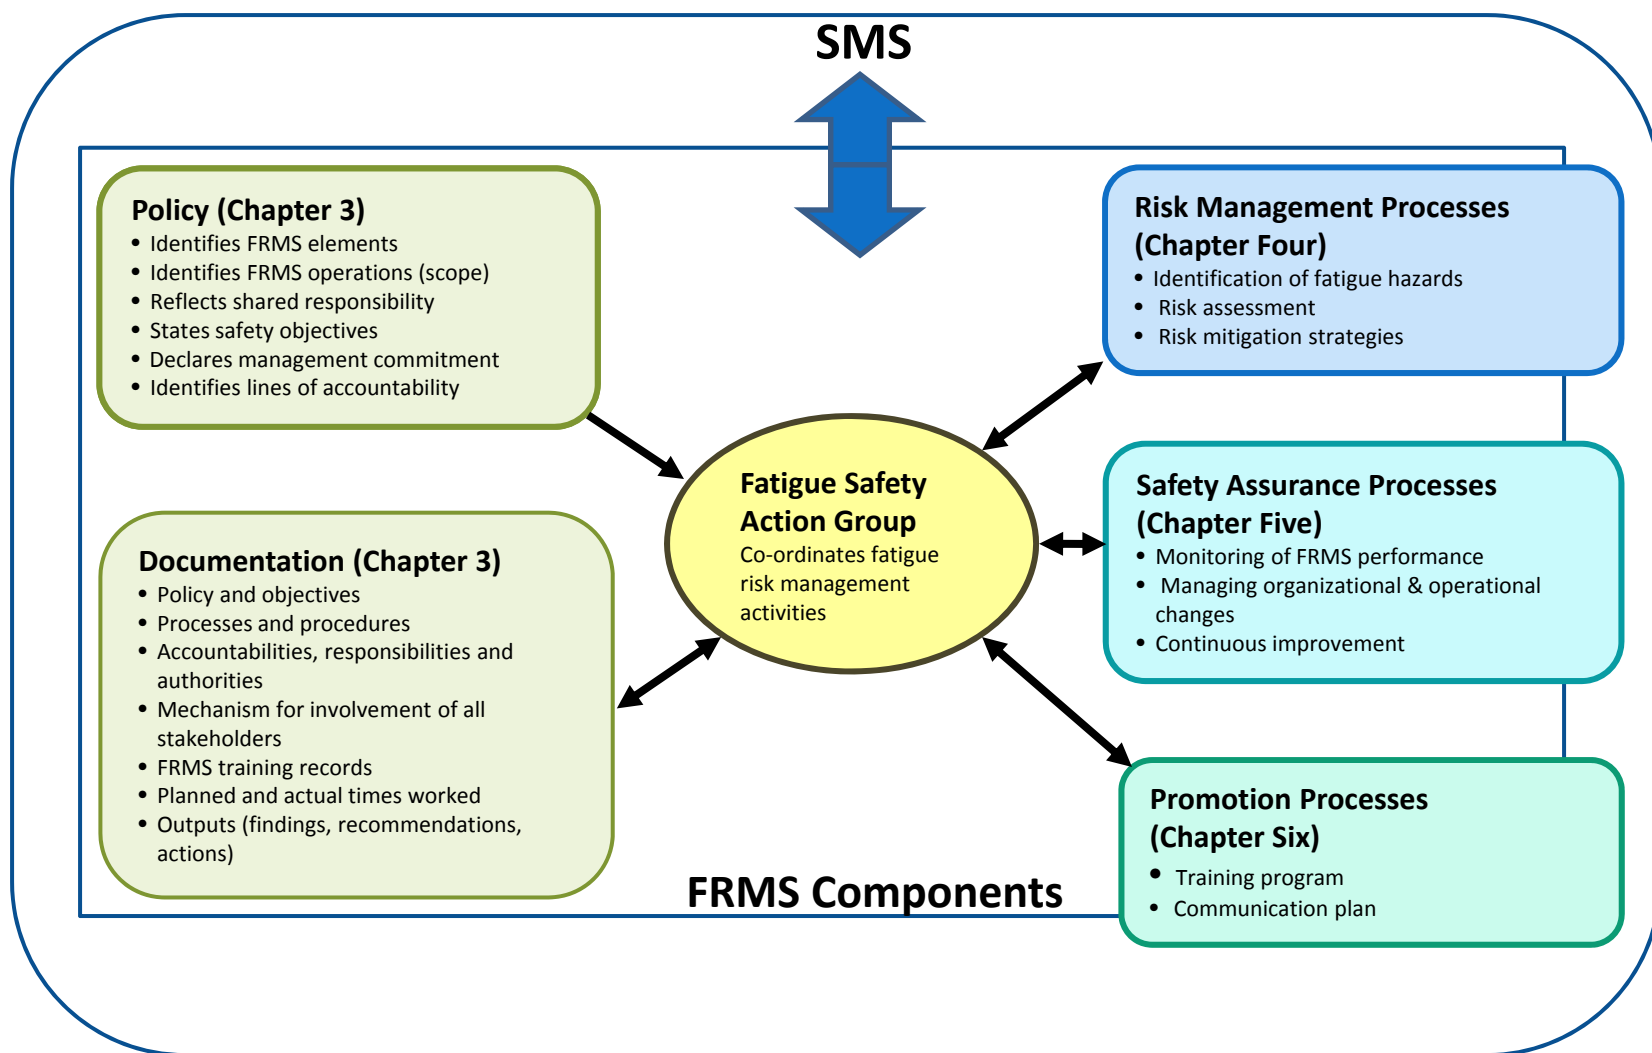 SMS
Policy (Chapter 3)
• Identifies FRMS elements
• Identifies FRMS operations (scope)
• Reflects shared responsibility
• States safety objectives
• Declares management commitment
• Identifies lines of accountability
Documentation (Chapter 3)
• Policy and objectives
• Processes and procedures
• Accountabilities, responsibilities and
authorities
• Mechanism for involvement of all
stakeholders
• FRMS training records
• Planned and actual times worked
• Outputs (findings, recommendations,
actions)
Fatigue Safety
Action Group
Co-ordinates fatigue
risk management
activities
Risk Management Processes
(Chapter Four)
• Identification of fatigue hazards
• Risk assessment
• Risk mitigation strategies
Safety Assurance Processes
(Chapter Five)
• Monitoring of FRMS performance
• Managing organizational & operational
changes
• Continuous improvement
Promotion Processes
(Chapter Six)
• Training program
• Communication plan
FRMS Components